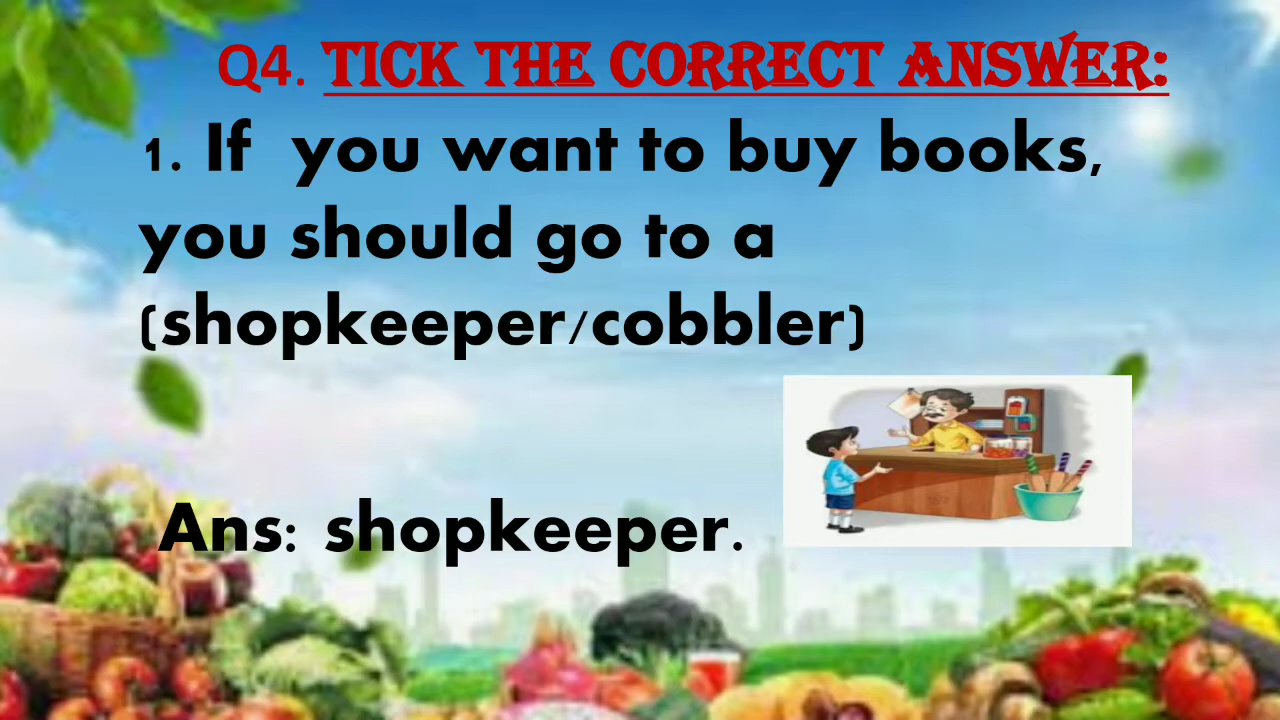 Q4. TICK THE CORRECT ANSWER:
1. If you want to buy books,
you should go to a
(shopkeeper/cobbler)
Ans: shopkeeper.